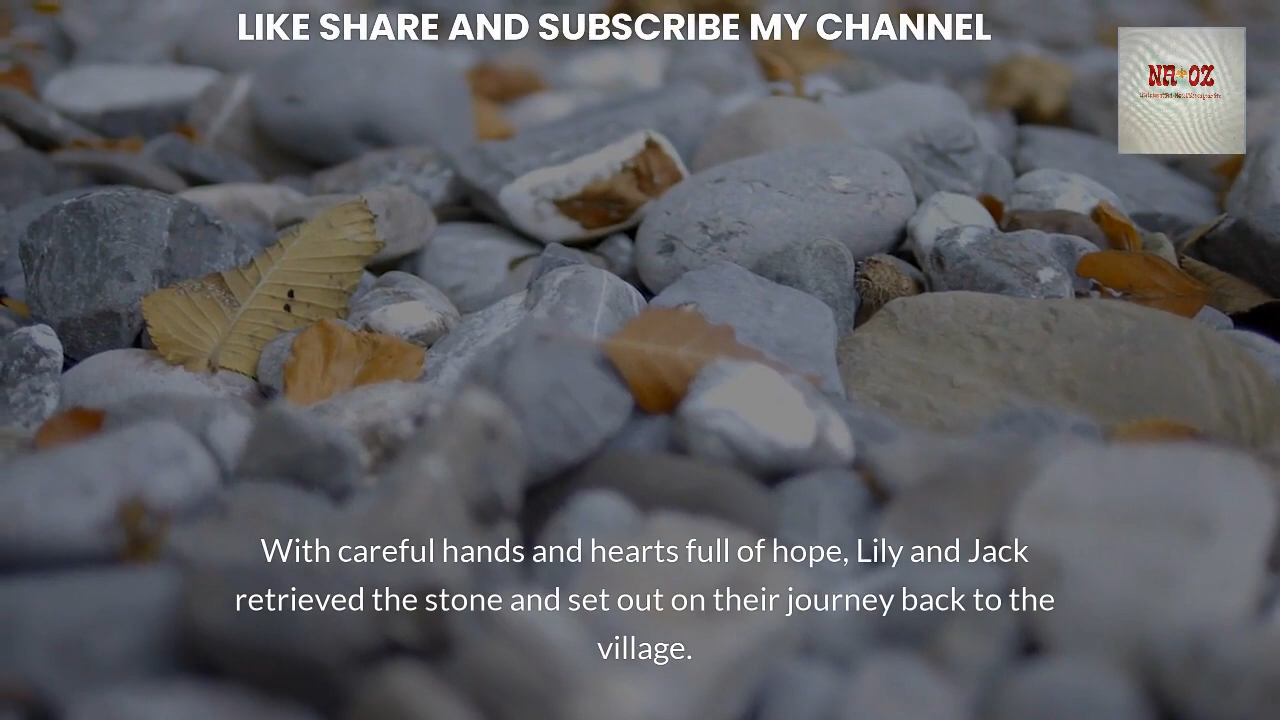 LIKE SHARE AND SUBSCRIBE MY CHANNEL
NA OZ
With careful hands and hearts full of hope, Lily and Jack
retrieved the stone and set out on their journey back to the
village.